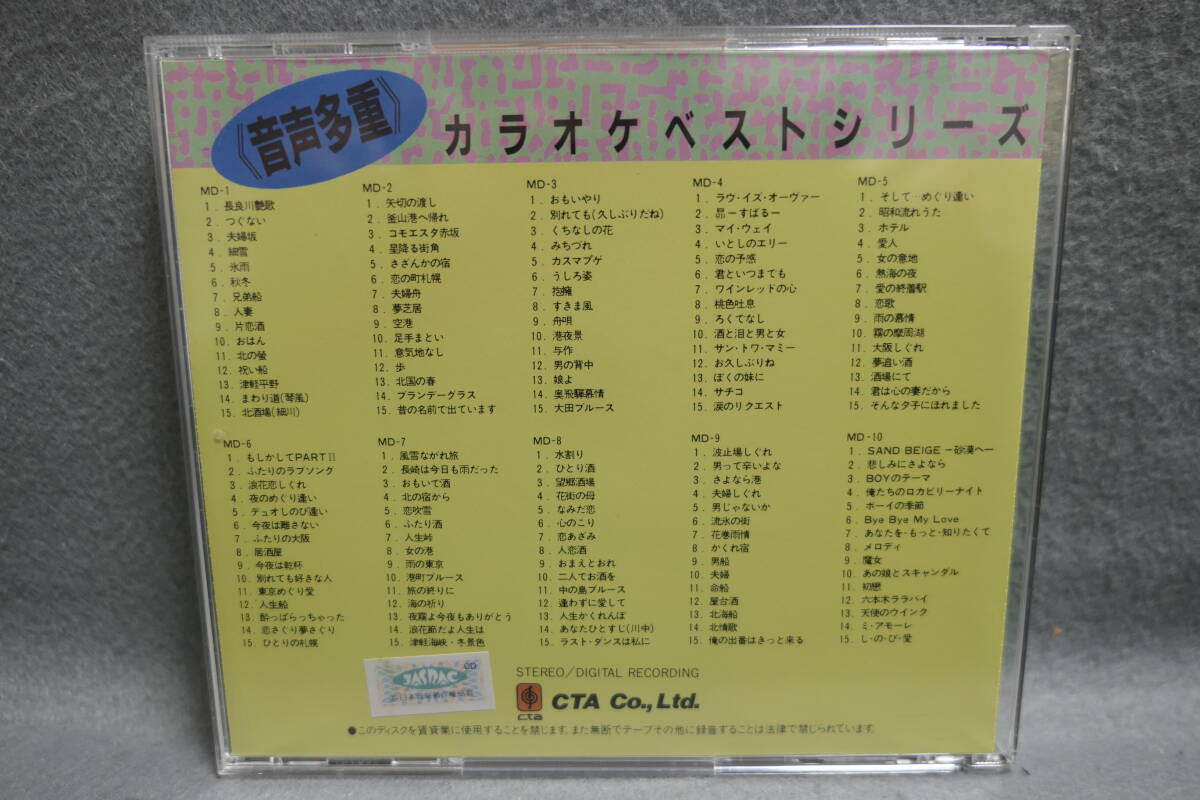 《音声多重》
カラオケベストシリーズ
MD-1
1. 長良川艶歌
2. つぐない
3. 夫婦坂
4. 細雪
5. 氷雨
6. 秋冬
7. 兄弟船
8. 人妻
9. 片恋酒
10. おはん
11. 北の螢
12. 祝い船
13. 津軽平野
14. まわり道(琴風)
15. 北酒場(細川)
MD-2
1. 矢切の渡し
2. 釜山港へ帰れ
3. コモエスタ赤坂
4. 星降る街角
5. さざんかの宿
6. 恋の町札幌
7. 夫婦舟
8. 夢芝居
9. 空港
10. 足手まとい
11. 意気地なし
12. 歩
13. 北国の春
14. ブランデーグラス
15. 昔の名前で出ています
MD-3
1. おもいやり
2. 別れても(久しぶりだね)
3. くちなしの花
4. みちづれ
5. カスマプゲ
6. うしろ姿
7. 抱擁
8. すきま風
9. 舟唄
10. 港夜景
11. 与作
12. 男の背中
13. 娘よ
14. 奥飛騨慕情
15. 大田ブルース
MD-4
1. ラヴ・イズ・オーヴァー
2. 昴ーすばるー
3. マイ・ウェイ
4. いとしのエリー
5. 恋の予感
6. 君といつまでも
7. ワインレッドの心
8. 桃色吐息
9. ろくでなし
10. 酒と泪と男と女
11. サン・トワ・マミー
12. お久しぶりね
13. ぼくの妹に
14. サチコ
15. 涙のリクエスト
MD-5
1. そして…めぐり逢い
2. 昭和流れうた
3. ホテル
4. 愛人
5. 女の意地
6. 熱海の夜
7. 愛の終着駅
8. 恋歌
9. 雨の慕情
10. 霧の摩周湖
11. 大阪しぐれ
12. 夢追い酒
13. 酒場にて
14. 君は心の妻だから
15. そんな夕子にほれました
MD-6
1. もしかしてPARTⅡ
2. ふたりのラブソング
3. 浪花恋しぐれ
4. 夜のめぐり逢い
5. デュオしのび逢い
6. 今夜は離さない
7. ふたりの大阪
8. 居酒屋
9. 今夜は乾杯
10. 別れても好きな人
11. 東京めぐり愛
12. 人生船
13. 酔っぱらっちゃった
14. 恋さぐり夢さぐり
15. ひとりの札幌
MD-7
1. 風雪ながれ旅
2. 長崎は今日も雨だった
3. おもいで酒
4. 北の宿から
5. 恋吹雪
6. ふたり酒
7. 人生峠
8. 女の港
9. 雨の東京
10. 港町ブルース
11. 旅の終りに
12. 海の祈り
13. 夜霧よ今夜もありがとう
14. 浪花節だよ人生は
15. 津軽海峡・冬景色
MD-8
1. 水割り
2. ひとり酒
3. 望郷酒場
4. 花街の母
5. なみだ恋
6. 心のこり
7. 恋あざみ
8. 人恋酒
9. おまえとおれ
10. 二人でお酒を
11. 中の島ブルース
12. 逢わずに愛して
13. 人生かくれんぼ
14. あなたひとすじ(川中)
15. ラスト・ダンスは私に
MD-9
1. 波止場しぐれ
2. 男って辛いよな
3. さよなら港
4. 夫婦しぐれ
5. 男じゃないか
6. 流氷の街
7. 花巻雨情
8. かくれ宿
9. 男船
10. 夫婦
11. 命船
12. 屋台酒
13. 北海船
14. 北情歌
15. 俺の出番はきっと来る
MD-10
1. SAND BEIGE ー砂漠へー
2. 悲しみにさよなら
3. BOYのテーマ
4. 俺たちのロカビリーナイト
5. ボーイの季節
6. Bye Bye My Love
7. あなたを・もっと・知りたくて
8. メロディ
9. 魔女
10. あの娘とスキャンダル
11. 初戀
12. 六本木ララバイ
13. 天使のウインク
14. ミ・アモーレ
15. し・の・び・愛
JASRAC
STEREO/DIGITAL RECORDING
cta
CTA Co., Ltd.
●このディスクを賃貸業に使用することを禁じます。また無断でテープその他に録音することは法律で禁じられています。